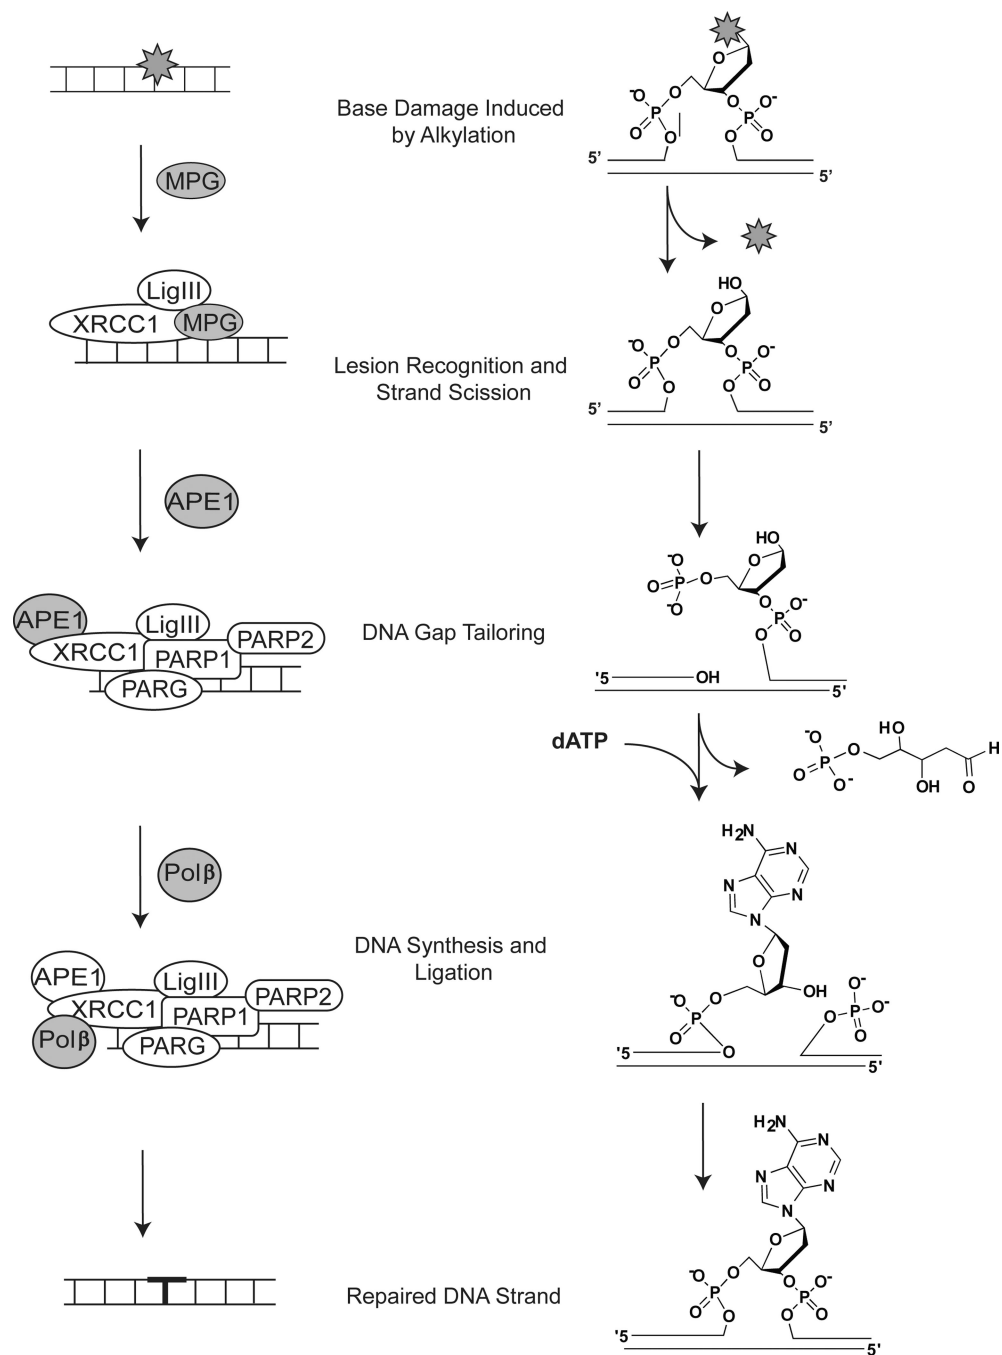 Base Damage Induced
by Alkylation
O
-O
O
P
O
O
O
O-
P
O
O
5'
5'
MPG
HO
LigIII
XRCC1
MPG
O
-O
O
P
O
O
O
O-
P
O
O
Lesion Recognition and
Strand Scission
5'
5'
APE1
HO
-O
O
O
P
O
-O
O
O-
P
O
O
APE1
LigIII
PARP2
XRCC1
PARP1
PARG
DNA Gap Tailoring
'5
OH
5'
dATP
-O
HO
O
P
O
O-
OH
O
H
H2N
N
N
N
N
Polβ
DNA Synthesis and
Ligation
APE1
LigIII
XRCC1
PARP1
PARP2
Polβ
PARG
O
-O
O
OH
P
O
O
O-
O
P
O-
O
'5
5'
H2N
N
N
N
N
O
-O
O
P
O
O
O
O-
P
O
O
Repaired DNA Strand
'5
5'